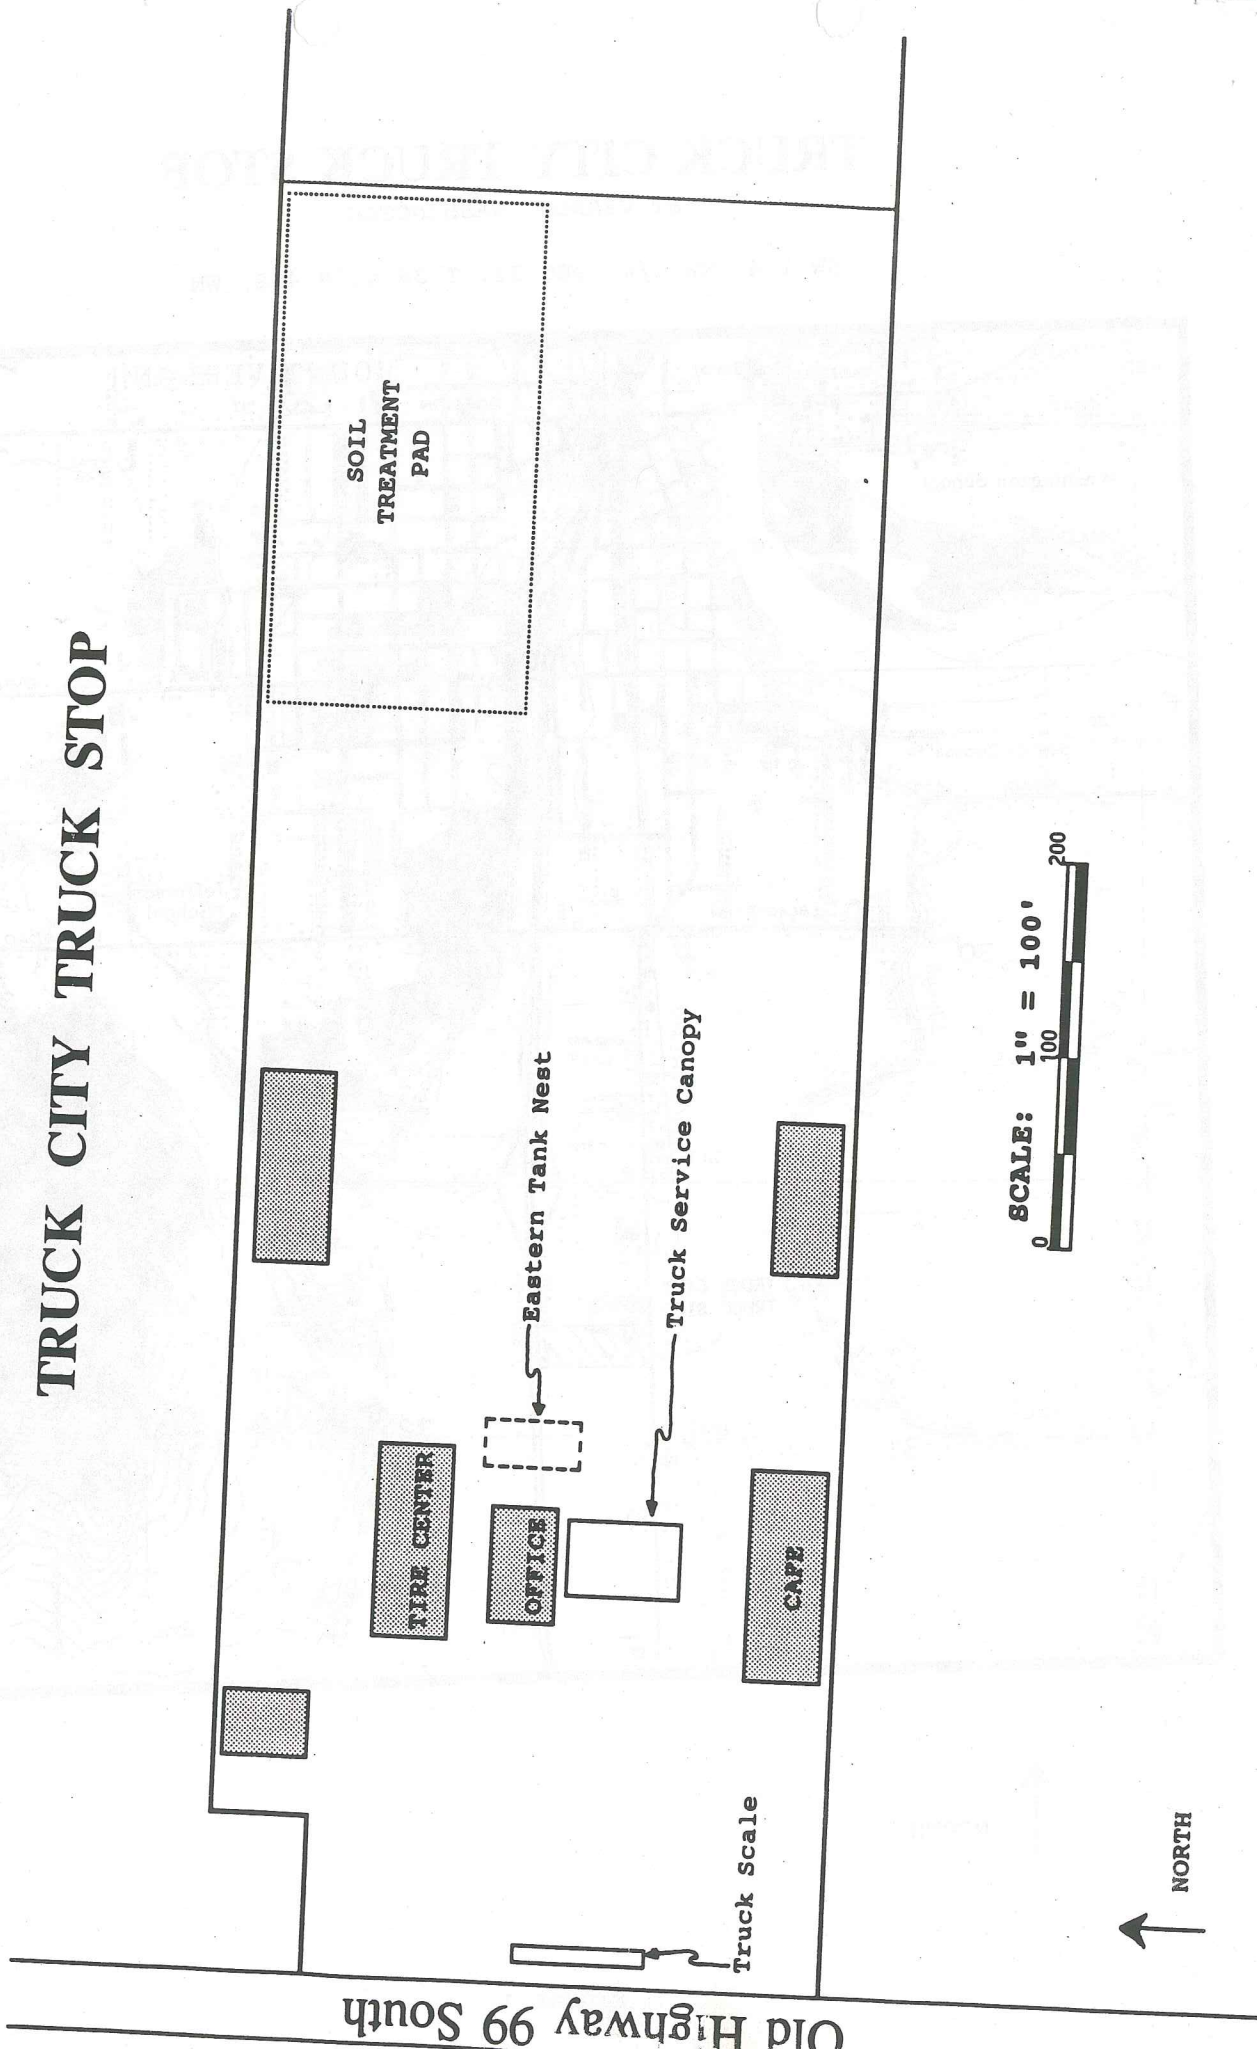 TRUCK CITY TRUCK STOP
SOIL
TREATMENT
PAD
Eastern Tank Nest
Truck Service Canopy
TIRE CENTER
OFFICE
CAFE
Truck Scale
SCALE: 1" = 100'
0 100 200
NORTH
Old Highway 99 South